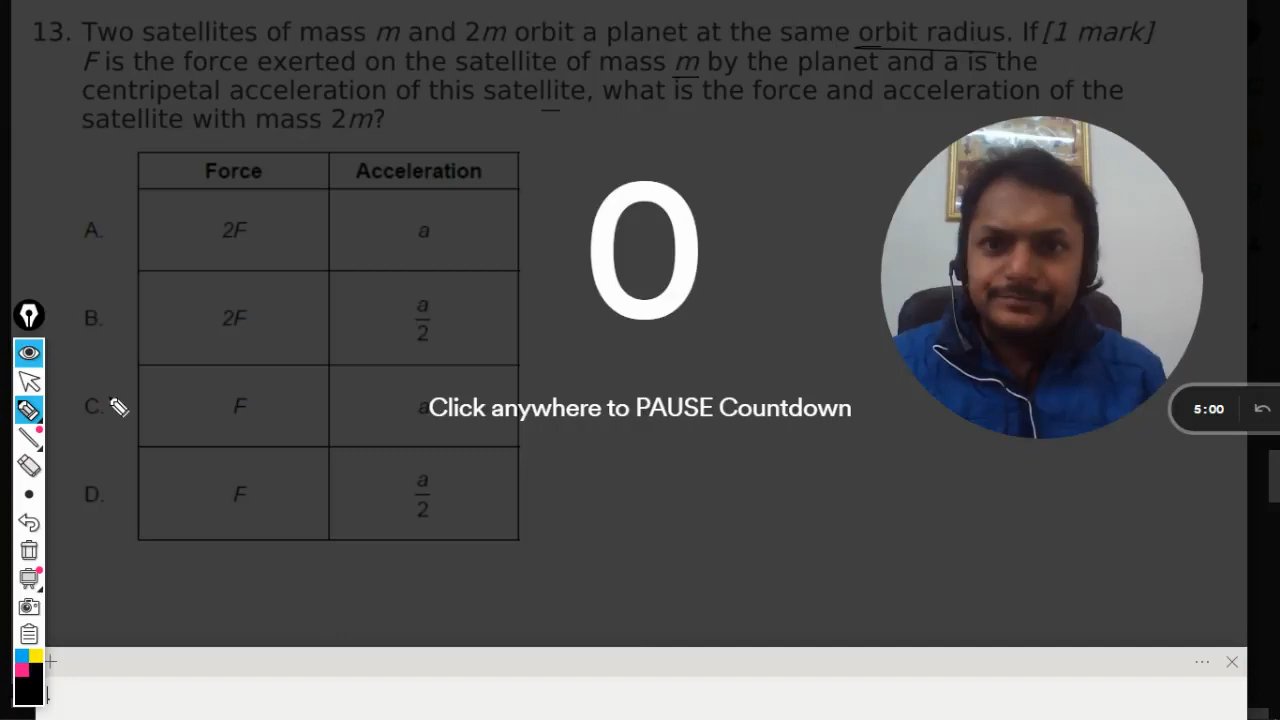 13. Two satellites of mass m and 2m orbit a planet at the same orbit radius. If [1 mark]
F is the force exerted on the satellite of mass m by the planet and a is the
centripetal acceleration of this satellite, what is the force and acceleration of the
satellite with mass 2m?
Force Acceleration
A. 2F a
B. 2F a/2
C. F a
D. F a/2
0
Click anywhere to PAUSE Countdown
5:00